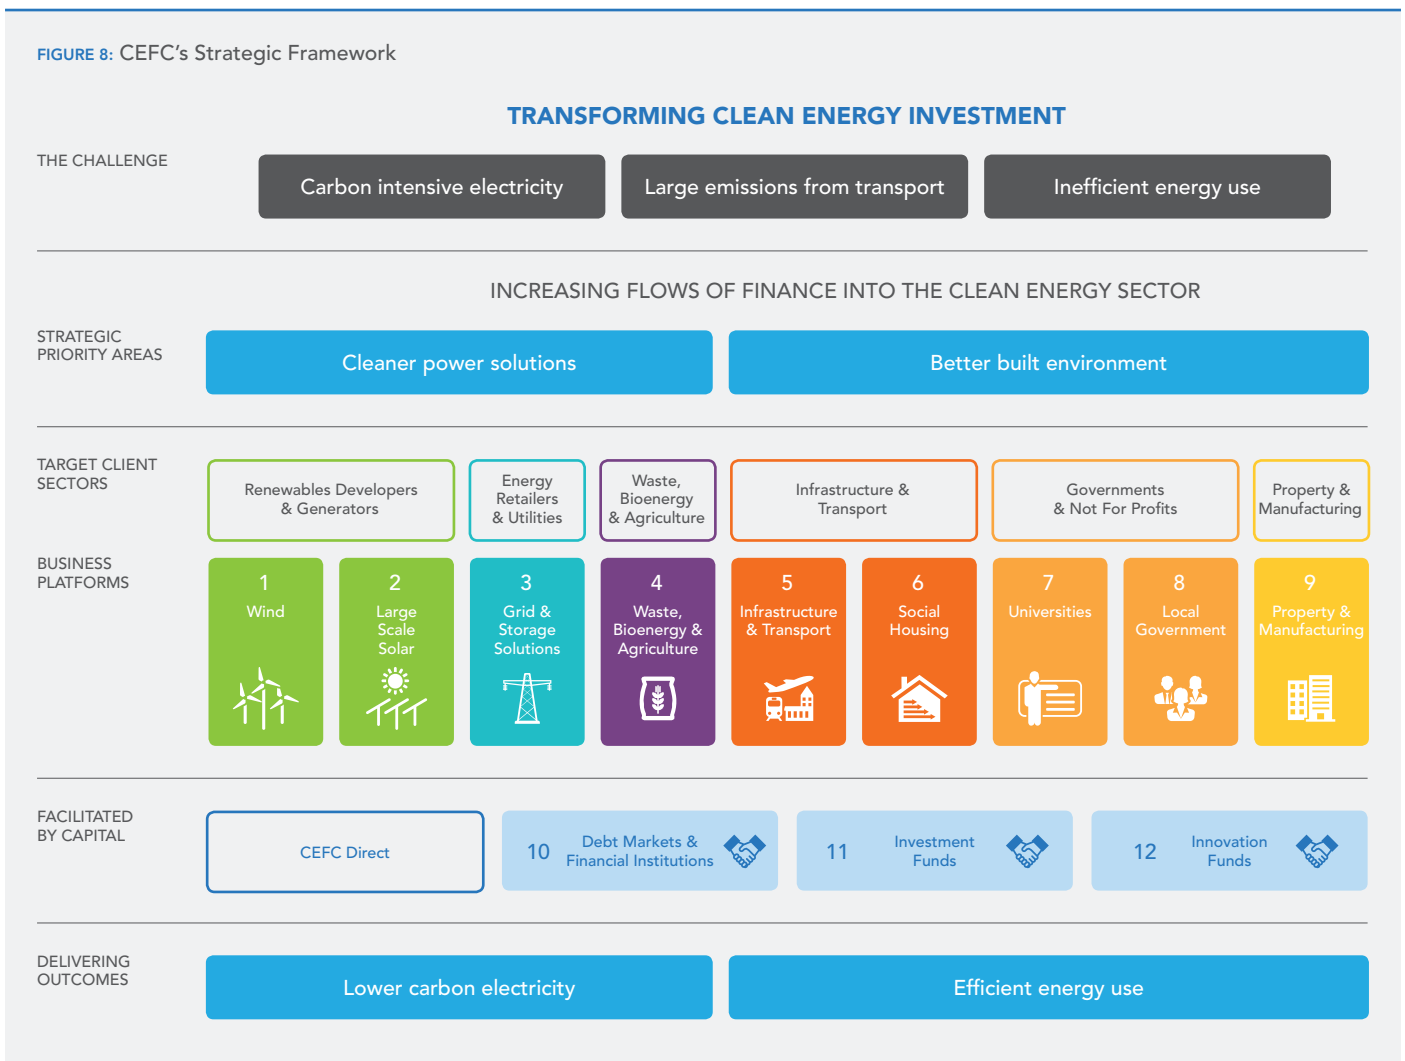 FIGURE 8: CEFC's Strategic Framework
TRANSFORMING CLEAN ENERGY INVESTMENT
THE CHALLENGE
Carbon intensive electricity
Large emissions from transport
Inefficient energy use
INCREASING FLOWS OF FINANCE INTO THE CLEAN ENERGY SECTOR
STRATEGIC
PRIORITY AREAS
Cleaner power solutions
Better built environment
TARGET CLIENT
SECTORS
Renewables Developers
& Generators
Energy
Retailers
& Utilities
Waste,
Bioenergy
& Agriculture
Infrastructure &
Transport
Governments
& Not For Profits
Property &
Manufacturing
BUSINESS
PLATFORMS
1
Wind
2
Large
Scale
Solar
3
Grid &
Storage
Solutions
4
Waste,
Bioenergy &
Agriculture
5
Infrastructure
& Transport
6
Social
Housing
7
Universities
8
Local
Government
9
Property &
Manufacturing
FACILITATED
BY CAPITAL
CEFC Direct
10
Debt Markets &
Financial Institutions
11
Investment
Funds
12
Innovation
Funds
DELIVERING
OUTCOMES
Lower carbon electricity
Efficient energy use